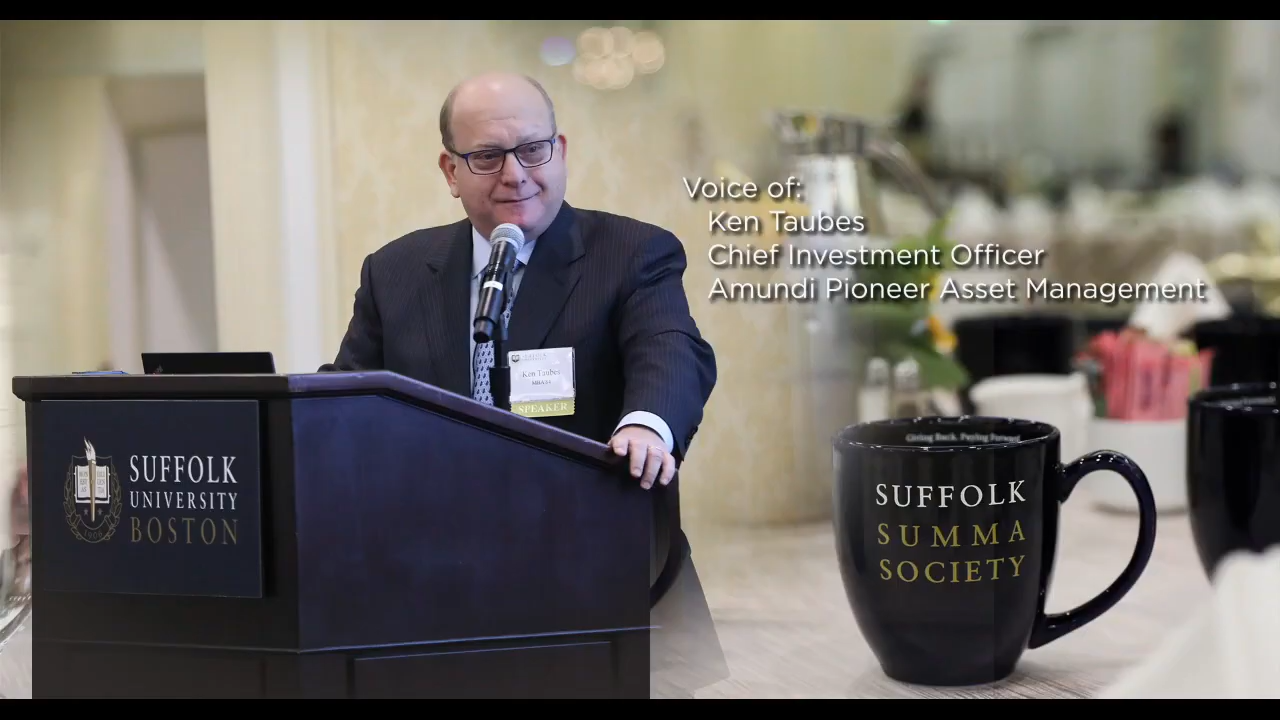 Voice of:
Ken Taubes
Chief Investment Officer
Amundi Pioneer Asset Management
Ken Taubes
SPEAKER
SUFFOLK
UNIVERSITY
BOSTON
1906
Giving Back. Paying Forward.
SUFFOLK
SUMMA
SOCIETY